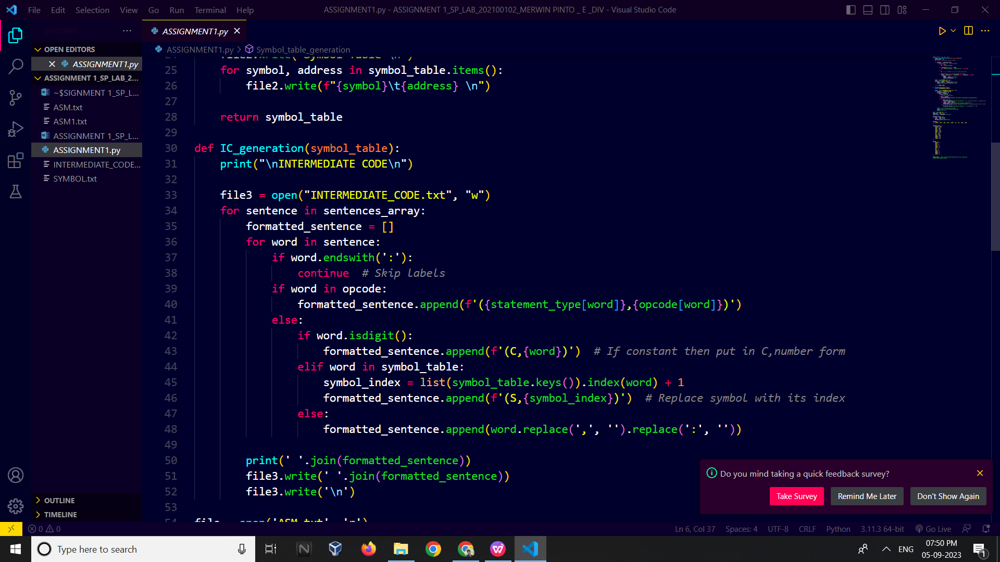 File Edit Selection View Go Run Terminal Help
ASSIGNMENT1.py - ASSIGNMENT 1_SP_LAB_202100102_MERWIN PINTO _ E _DIV - Visual Studio Code
EXPLORER ...
ASSIGNMENT1.py
OPEN EDITORS
ASSIGNMENT1.py
ASSIGNMENT 1_SP_LAB_2...
~$SIGNMENT 1_SP_L...
ASM.txt
ASM1.txt
ASSIGNMENT 1_SP_L...
ASSIGNMENT1.py
INTERMEDIATE_CODE...
SYMBOL.txt
OUTLINE
TIMELINE
ASSIGNMENT1.py > Symbol_table_generation
25 for symbol, address in symbol_table.items():
26 file2.write(f"{symbol}\t{address} \n")
27
28 return symbol_table
29
30 def IC_generation(symbol_table):
31 print("\nINTERMEDIATE CODE\n")
32
33 file3 = open("INTERMEDIATE_CODE.txt", "w")
34 for sentence in sentences_array:
35 formatted_sentence = []
36 for word in sentence:
37 if word.endswith(':'):
38 continue  # Skip labels
39 if word in opcode:
40 formatted_sentence.append(f'({statement_type[word]},{opcode[word]})')
41 else:
42 if word.isdigit():
43 formatted_sentence.append(f'(C,{word})')  # If constant then put in C,number form
44 elif word in symbol_table:
45 symbol_index = list(symbol_table.keys()).index(word) + 1
46 formatted_sentence.append(f'(S,{symbol_index})')  # Replace symbol with its index
47 else:
48 formatted_sentence.append(word.replace(',', '').replace(':', ''))
49
50 print(' '.join(formatted_sentence))
51 file3.write(' '.join(formatted_sentence))
52 file3.write('\n')
53
54 file = open('ASM.txt', 'r')
Do you mind taking a quick feedback survey?
Take Survey Remind Me Later Don't Show Again
0 0
Ln 6, Col 37 Spaces: 4 UTF-8 CRLF Python 3.11.3 64-bit Go Live
Type here to search
ENG
07:50 PM
05-09-2023
1